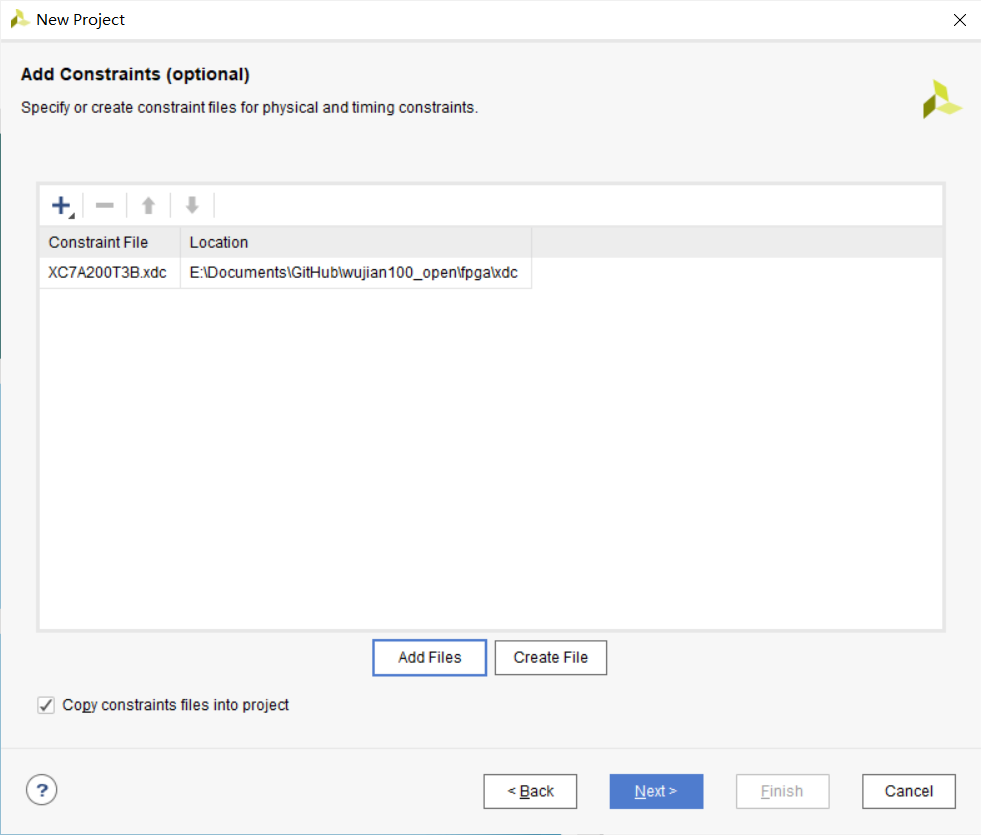 New Project
Add Constraints (optional)
Specify or create constraint files for physical and timing constraints.
Constraint File Location
XC7A200T3B.xdc E:\Documents\GitHub\wujian100_open\fpga\xdc
Add Files Create File
Copy constraints files into project
? < Back Next > Finish Cancel